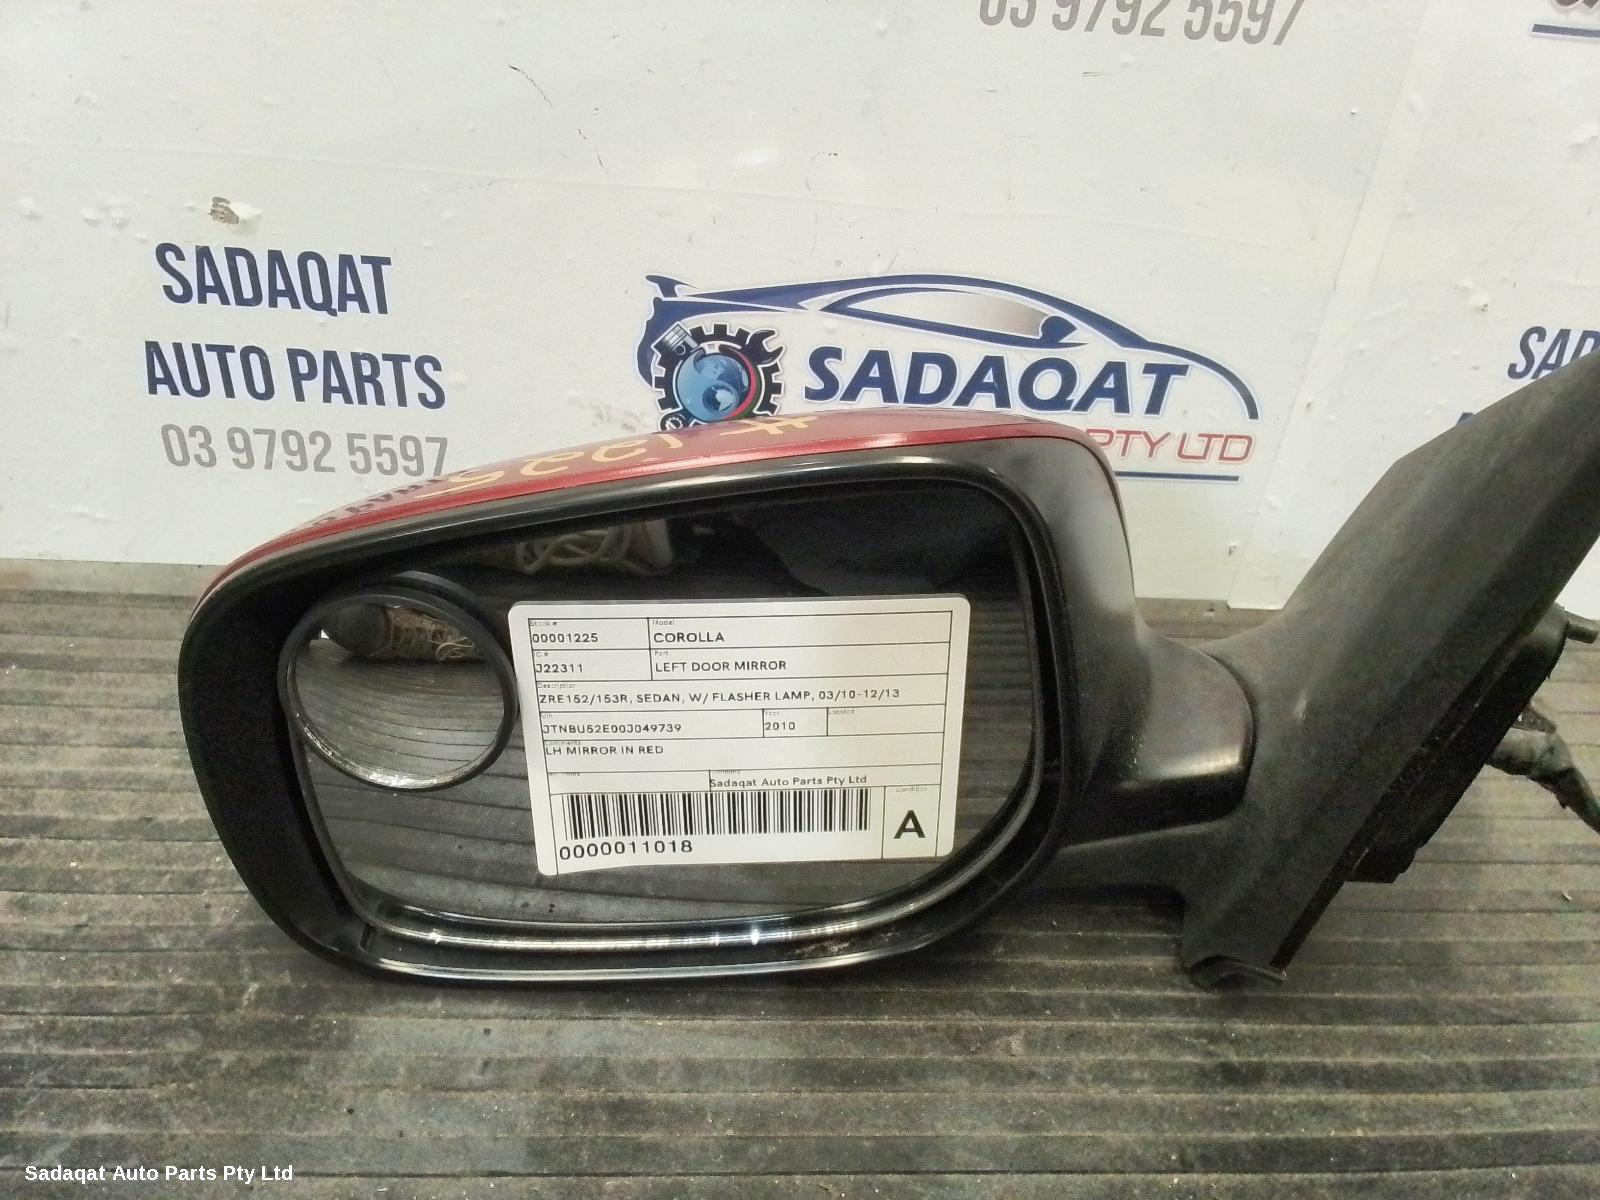 03 9792 5597
SADAQAT
AUTO PARTS
03 9792 5597
SADAQAT
PTY LTD
# 1225
Stock #
00001225
Model
COROLLA
IC #
J22311
Part
LEFT DOOR MIRROR
Description
ZRE152/153R, SEDAN, W/ FLASHER LAMP, 03/10-12/13
VIN
JTNBU52E00J049739
Year
2010
Located
Comments
LH MIRROR IN RED
Company
Sadaqat Auto Parts Pty Ltd
0000011018
Condition
A
Sadaqat Auto Parts Pty Ltd